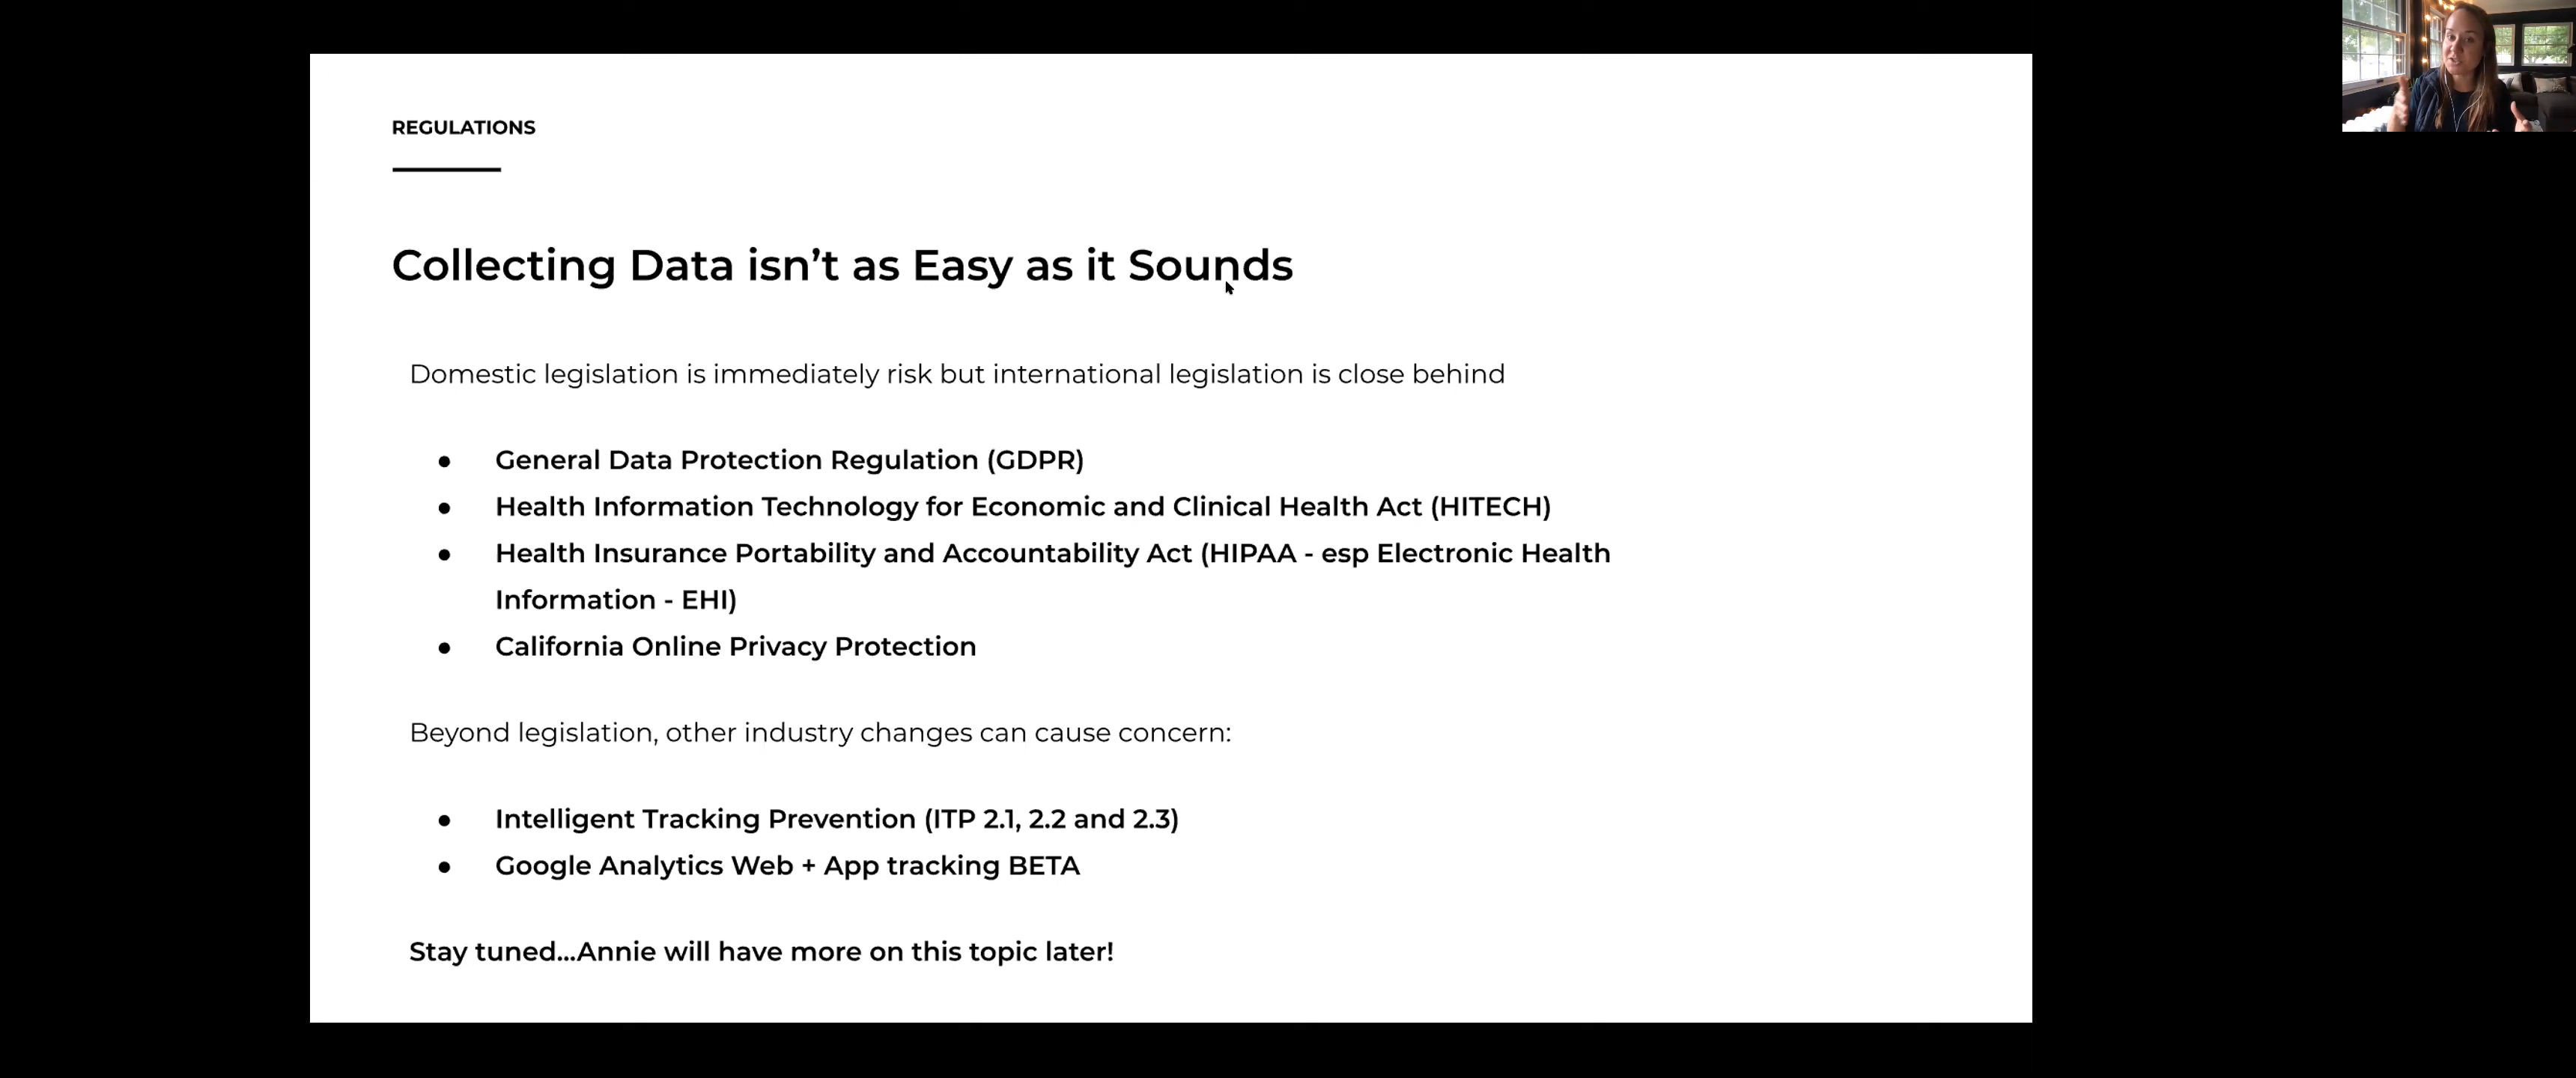 REGULATIONS
Collecting Data isn’t as Easy as it Sounds
Domestic legislation is immediately risk but international legislation is close behind
● General Data Protection Regulation (GDPR)
● Health Information Technology for Economic and Clinical Health Act (HITECH)
● Health Insurance Portability and Accountability Act (HIPAA - esp Electronic Health
Information - EHI)
● California Online Privacy Protection
Beyond legislation, other industry changes can cause concern:
● Intelligent Tracking Prevention (ITP 2.1, 2.2 and 2.3)
● Google Analytics Web + App tracking BETA
Stay tuned...Annie will have more on this topic later!